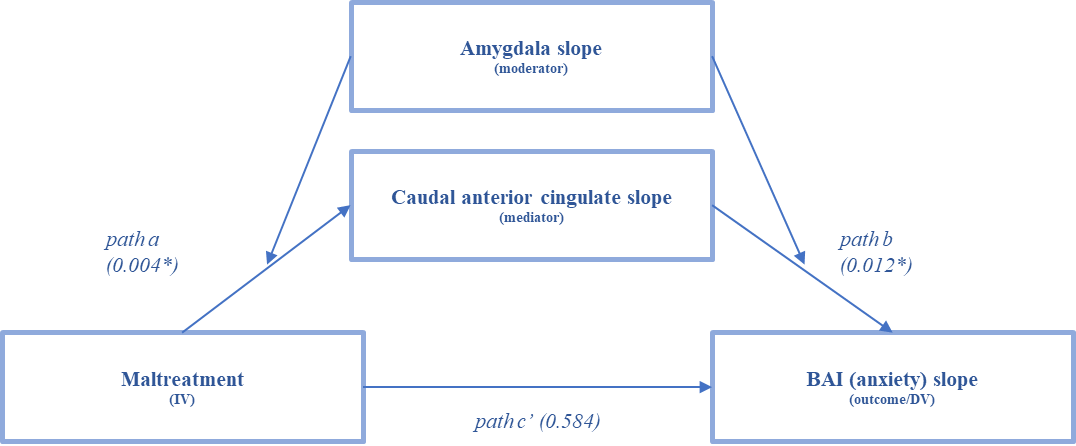 Amygdala slope
(moderator)
Caudal anterior cingulate slope
(mediator)
path a
(0.004*)
path b
(0.012*)
Maltreatment
(IV)
BAI (anxiety) slope
(outcome/DV)
path c’ (0.584)